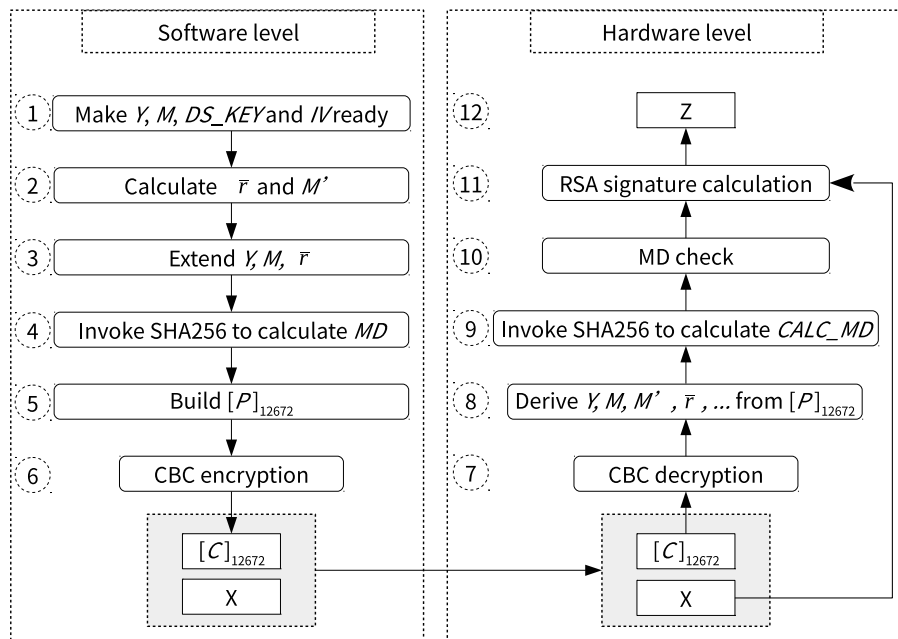 Software level
1
Make Y, M, DS_KEY and IV ready
2
Calculate r̅ and M’
3
Extend Y, M, r̅
4
Invoke SHA256 to calculate MD
5
Build [P]₁₂₆₇₂
6
CBC encryption
[C]₁₂₆₇₂
X
Hardware level
12
Z
11
RSA signature calculation
10
MD check
9
Invoke SHA256 to calculate CALC_MD
8
Derive Y, M, M’, r̅, ... from [P]₁₂₆₇₂
7
CBC decryption
[C]₁₂₆₇₂
X